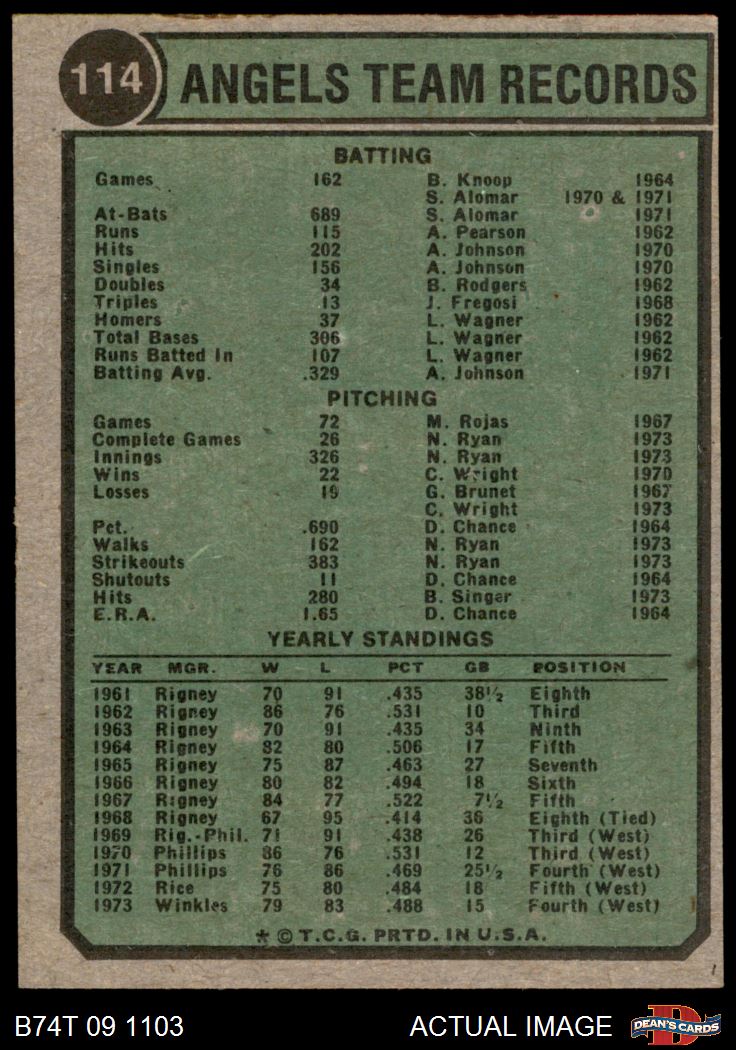 114 ANGELS TEAM RECORDS
BATTING
Games 162 B. Knoop 1964
S. Alomar 1970 & 1971
At-Bats 689 S. Alomar 1971
Runs 115 A. Pearson 1962
Hits 202 A. Johnson 1970
Singles 156 A. Johnson 1970
Doubles 34 B. Rodgers 1962
Triples 13 J. Fregosi 1968
Homers 37 L. Wagner 1962
Total Bases 306 L. Wagner 1962
Runs Batted In 107 L. Wagner 1962
Batting Avg. .329 A. Johnson 1971
PITCHING
Games 72 M. Rojas 1967
Complete Games 26 N. Ryan 1973
Innings 326 N. Ryan 1973
Wins 22 C. Wright 1970
Losses 19 G. Brunet 1967
C. Wright 1973
Pct. .690 D. Chance 1964
Walks 162 N. Ryan 1973
Strikeouts 383 N. Ryan 1973
Shutouts 11 D. Chance 1964
Hits 280 B. Singer 1973
E.R.A. 1.65 D. Chance 1964
YEARLY STANDINGS
YEAR MGR. W L PCT GB POSITION
1961 Rigney 70 91 .435 38½ Eighth
1962 Rigney 86 76 .531 10 Third
1963 Rigney 70 91 .435 34 Ninth
1964 Rigney 82 80 .506 17 Fifth
1965 Rigney 75 87 .463 27 Seventh
1966 Rigney 80 82 .494 18 Sixth
1967 Rigney 84 77 .522 7½ Fifth
1968 Rigney 67 95 .414 36 Eighth (Tied)
1969 Rig.-Phil. 71 91 .438 26 Third (West)
1970 Phillips 86 76 .531 12 Third (West)
1971 Phillips 76 86 .469 25½ Fourth (West)
1972 Rice 75 80 .484 18 Fifth (West)
1973 Winkles 79 83 .488 15 Fourth (West)
* © T.C.G. PRTD. IN U.S.A.
B74T 09 1103 ACTUAL IMAGE DEAN'S CARDS